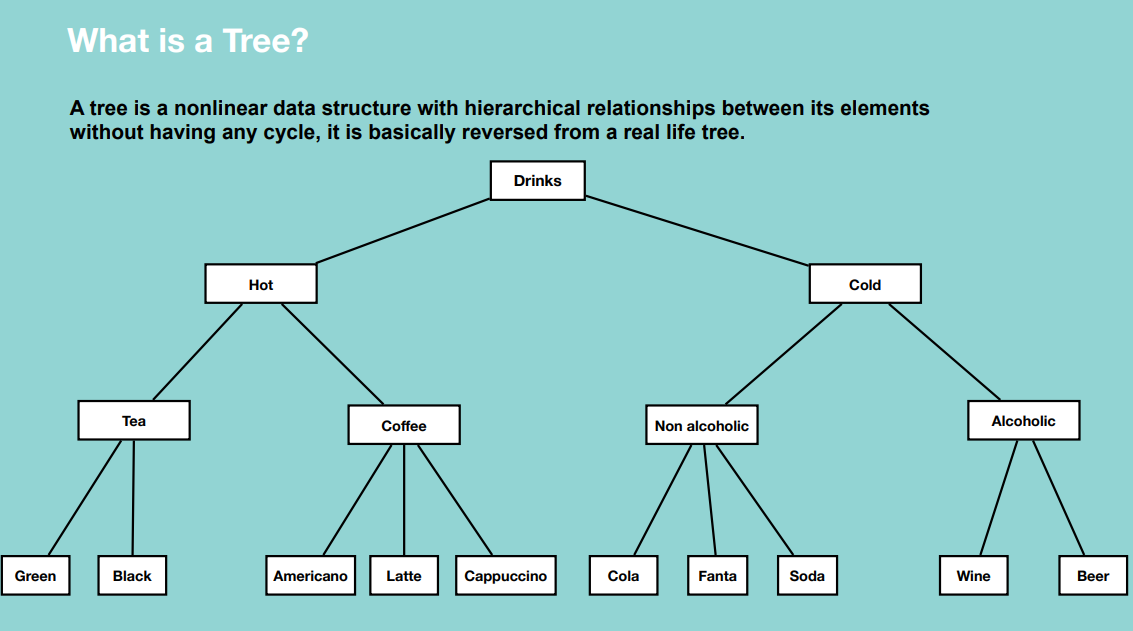 What is a Tree?
A tree is a nonlinear data structure with hierarchical relationships between its elements
without having any cycle, it is basically reversed from a real life tree.
Drinks
Hot
Cold
Tea
Coffee
Non alcoholic
Alcoholic
Green
Black
Americano
Latte
Cappuccino
Cola
Fanta
Soda
Wine
Beer